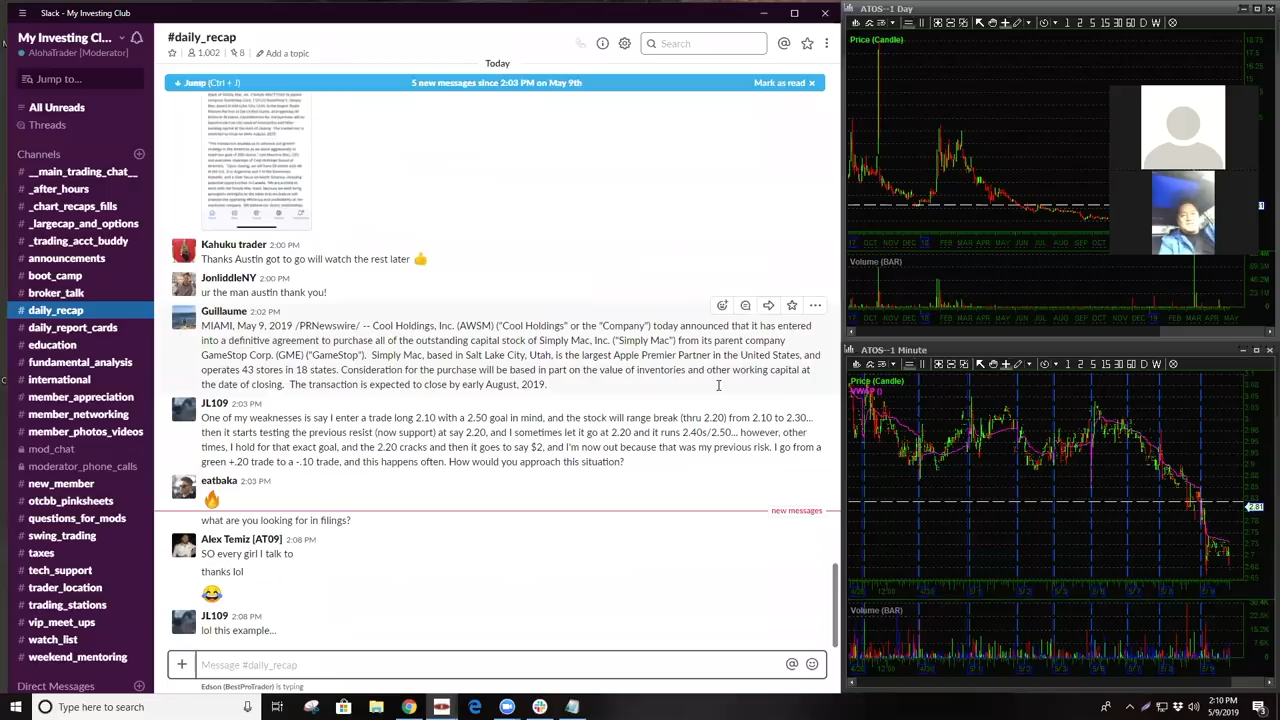 Slack - My Investing Club
My Investing Cl...
AlohaTrader [Moderator]
Jump to...
All Unreads
Threads
Channels
__main_trading_chat__
after_hours
announcements
boot_camp
broker_talk
daily_recap
education
international
member_appreciation
member_networking
member_photos_videos
moderator_phone_calls
new_member
otcbb_pinksheets
questions
swing_trading
taxes
# tech_support
trader_location
trading_stations
vip_meet_ups
watch_list
weekend_mentoring
Direct Messages
#daily_recap
1,002
8
Add a topic
Search
Today
Jump (Ctrl + J)
5 new messages since 2:03 PM on May 9th
Mark as read
Kahuku trader 2:00 PM
Thanks Austin got to go will watch the rest later 👍
JonliddleNY 2:00 PM
ur the man austin thank you!
Guillaume 2:02 PM
MIAMI, May 9, 2019 /PRNewswire/ -- Cool Holdings, Inc. (AWSM) ("Cool Holdings" or the "Company") today announced that it has entered
into a definitive agreement to purchase all of the outstanding capital stock of Simply Mac, Inc. ("Simply Mac") from its parent company
GameStop Corp. (GME) ("GameStop").  Simply Mac, based in Salt Lake City, Utah, is the largest Apple Premier Partner in the United States, and
operates 43 stores in 18 states. Consideration for the purchase will be based in part on the value of inventories and other working capital at
the date of closing.  The transaction is expected to close by early August, 2019.
JL109 2:03 PM
One of my weaknesses is say I enter a trade long 2.10 with a 2.50 goal in mind, and the stock will range break (thru 2.20) from 2.10 to 2.30...
then it starts testing the previous resist (now support) at say 2.20, and I sometimes let it go at 2.20 and it runs 2.40s/2.50... however, other
times, I hold for that exact goal, and the 2.20 cracks and then it goes to say $2, and I'm now out because that was my previous risk. I go from a
green +.20 trade to a -.10 trade, and this happens often. How would you approach this situation?
eatbaka 2:03 PM
🔥
new messages
what are you looking for in filings?
Alex Temiz [AT09] 2:08 PM
SO every girl I talk to
thanks lol
😂
JL109 2:08 PM
lol this example...
Message #daily_recap
Edson (BestProTrader) is typing
ATOS--1 Day
Price (Candle)
Volume (BAR)
ATOS--1 Minute
Price (Candle)
VWAP ()
2.81
Volume (BAR)
Type here to search
2:10 PM
5/9/2019